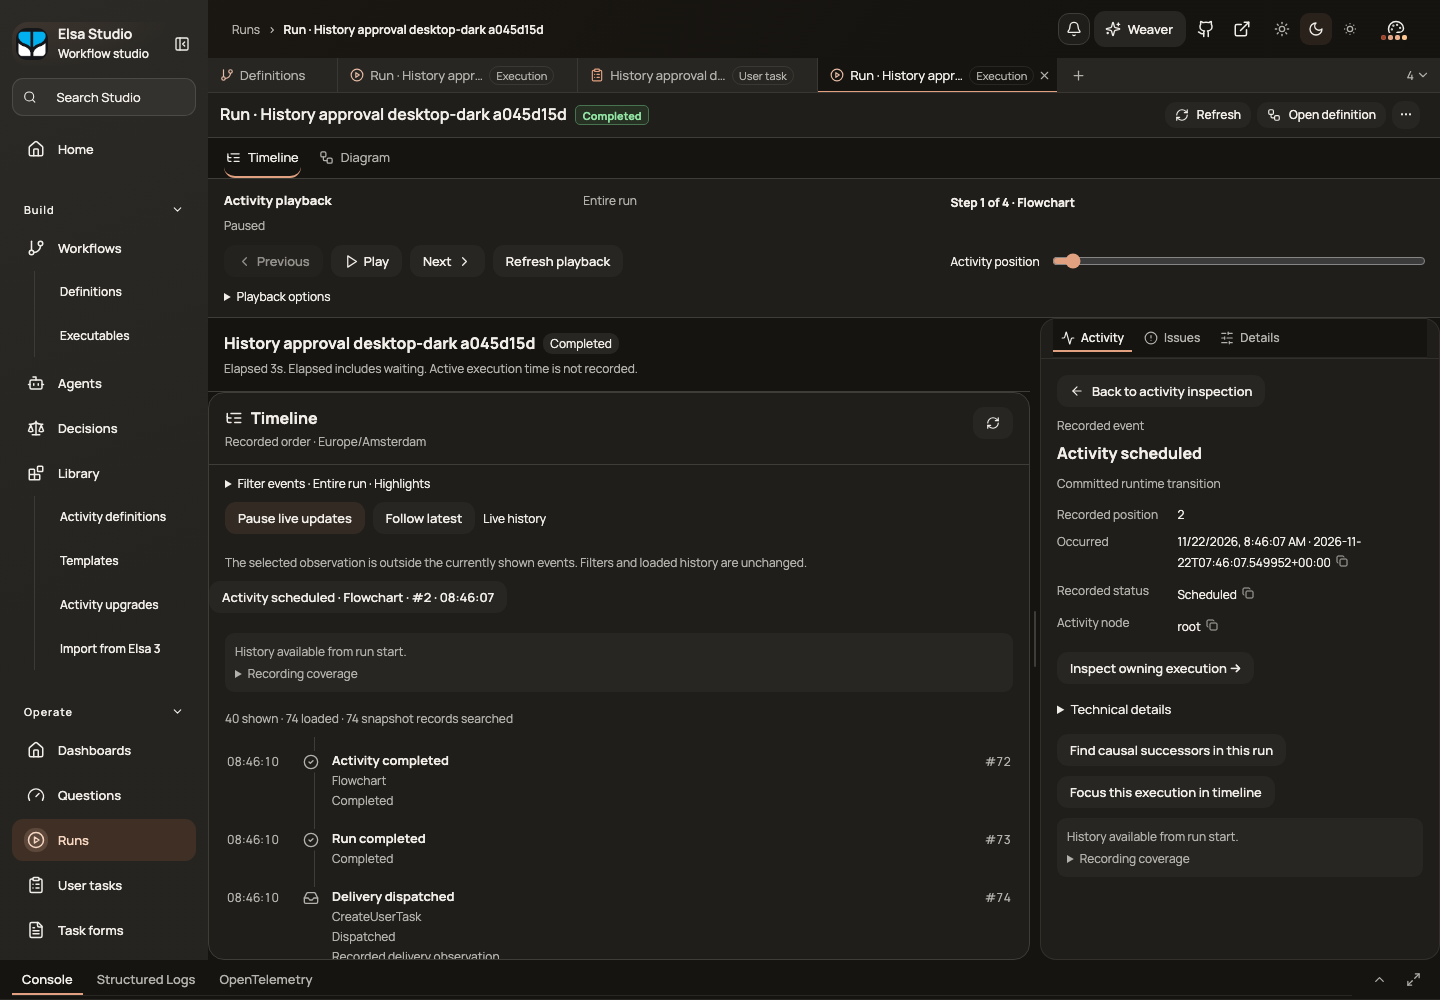 Elsa Studio
Workflow studio
Search Studio
Home
Build
Workflows
Definitions
Executables
Agents
Decisions
Library
Activity definitions
Templates
Activity upgrades
Import from Elsa 3
Operate
Dashboards
Questions
Runs
User tasks
Task forms
Runs › Run · History approval desktop-dark a045d15d
Weaver
Definitions
Run · History appr... Execution
History approval d... User task
Run · History appr... Execution
4
Run · History approval desktop-dark a045d15d Completed
Refresh
Open definition
Timeline
Diagram
Activity playback
Entire run
Step 1 of 4 · Flowchart
Paused
Previous
Play
Next
Refresh playback
Activity position
Playback options
History approval desktop-dark a045d15d Completed
Elapsed 3s. Elapsed includes waiting. Active execution time is not recorded.
Timeline
Recorded order · Europe/Amsterdam
Filter events · Entire run · Highlights
Pause live updates
Follow latest
Live history
The selected observation is outside the currently shown events. Filters and loaded history are unchanged.
Activity scheduled · Flowchart · #2 · 08:46:07
History available from run start.
Recording coverage
40 shown · 74 loaded · 74 snapshot records searched
08:46:10 Activity completed #72
Flowchart
Completed
08:46:10 Run completed #73
Completed
08:46:10 Delivery dispatched #74
CreateUserTask
Dispatched
Recorded delivery observation
Activity
Issues
Details
Back to activity inspection
Recorded event
Activity scheduled
Committed runtime transition
Recorded position 2
Occurred 11/22/2026, 8:46:07 AM · 2026-11-
22T07:46:07.549952+00:00
Recorded status Scheduled
Activity node root
Inspect owning execution →
Technical details
Find causal successors in this run
Focus this execution in timeline
History available from run start.
Recording coverage
Console
Structured Logs
OpenTelemetry